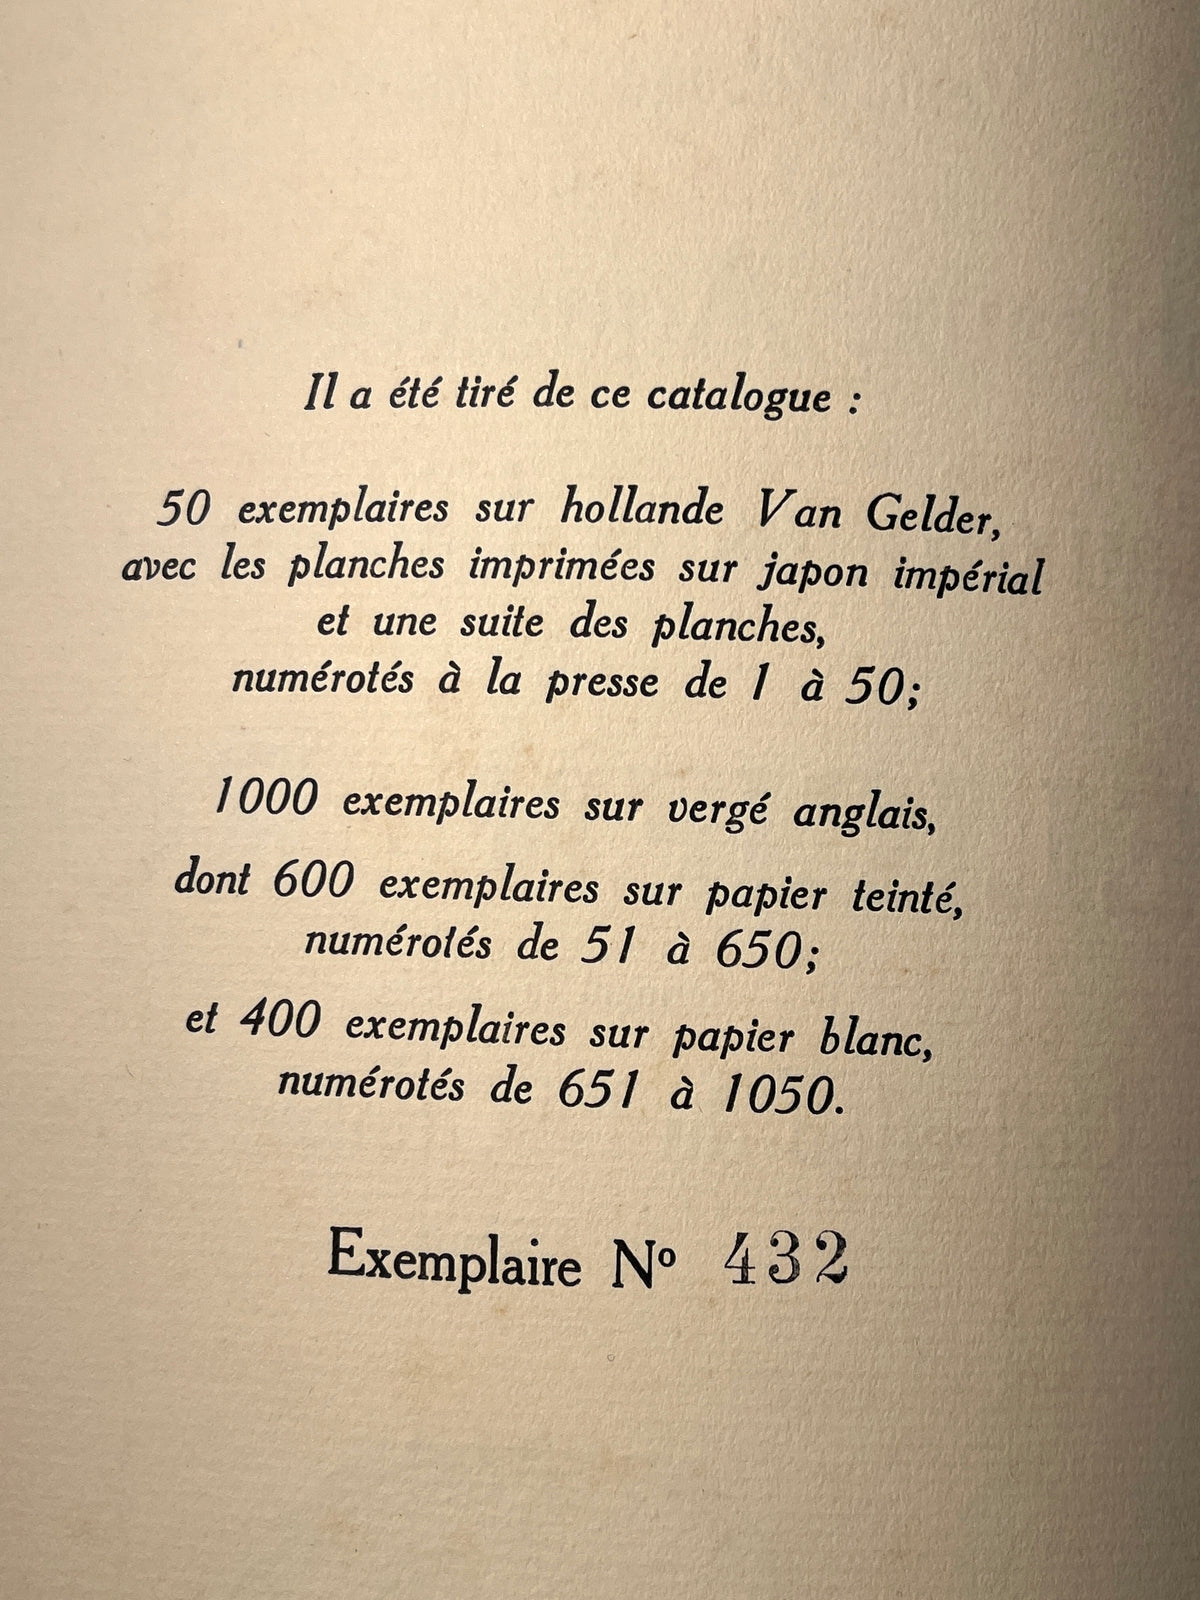 Il a été tiré de ce catalogue :
50 exemplaires sur hollande Van Gelder,
avec les planches imprimées sur japon impérial
et une suite des planches,
numérotés à la presse de 1 à 50;
1000 exemplaires sur vergé anglais,
dont 600 exemplaires sur papier teinté,
numérotés de 51 à 650;
et 400 exemplaires sur papier blanc,
numérotés de 651 à 1050.
Exemplaire Nº 432